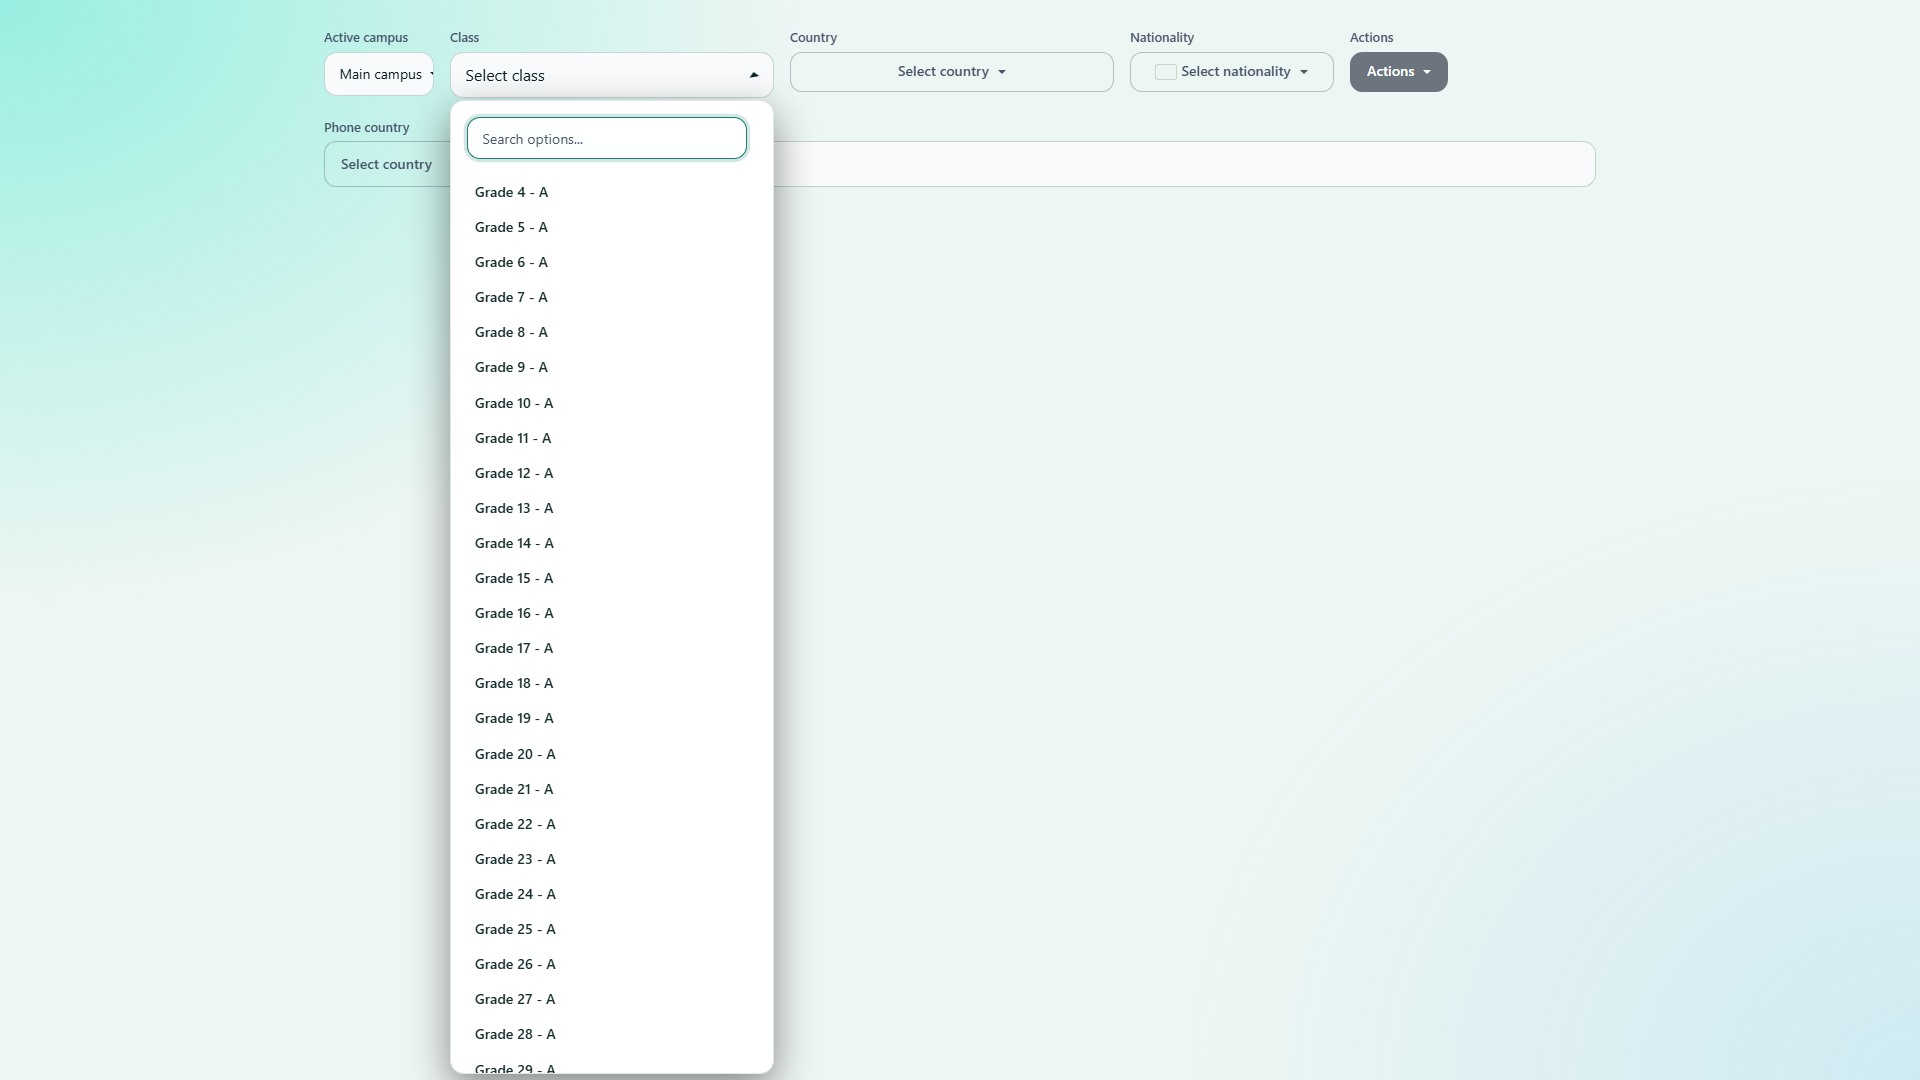 Active campus
Class
Country
Nationality
Actions
Main campus
Select class
Select country
Select nationality
Actions
Phone country
Select country
Search options...
Grade 4 - A
Grade 5 - A
Grade 6 - A
Grade 7 - A
Grade 8 - A
Grade 9 - A
Grade 10 - A
Grade 11 - A
Grade 12 - A
Grade 13 - A
Grade 14 - A
Grade 15 - A
Grade 16 - A
Grade 17 - A
Grade 18 - A
Grade 19 - A
Grade 20 - A
Grade 21 - A
Grade 22 - A
Grade 23 - A
Grade 24 - A
Grade 25 - A
Grade 26 - A
Grade 27 - A
Grade 28 - A
Grade 29 - A